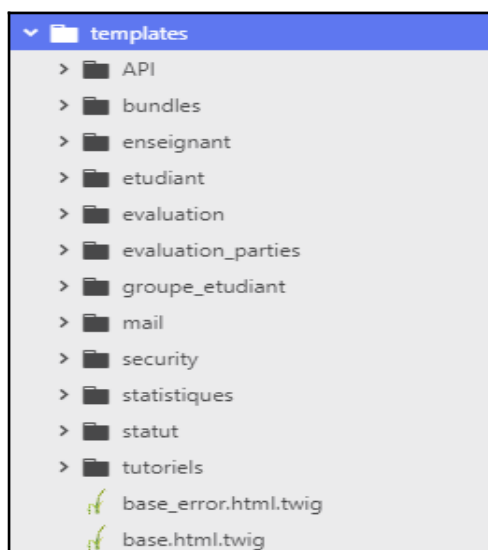 templates
API
bundles
enseignant
etudiant
evaluation
evaluation_parties
groupe_etudiant
mail
security
statistiques
statut
tutoriels
base_error.html.twig
base.html.twig